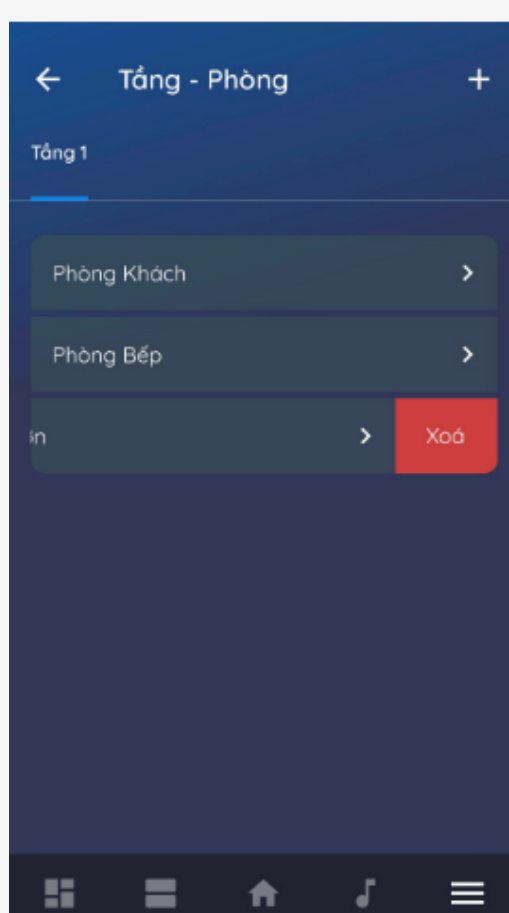 Tầng - Phòng
Tầng 1
Phòng Khách
Phòng Bếp
Xoá